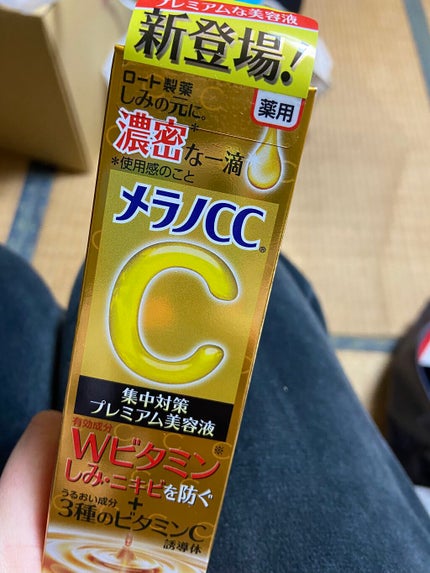 プレミアムな美容液
新登場!
ロート製薬
しみの元に。
薬用
濃密*な一滴
*使用感のこと
メラノCC®
C
集中対策
プレミアム美容液
有効成分
Wビタミン※
しみ・ニキビを防ぐ
+
うるおい成分
3種のビタミンC
誘導体